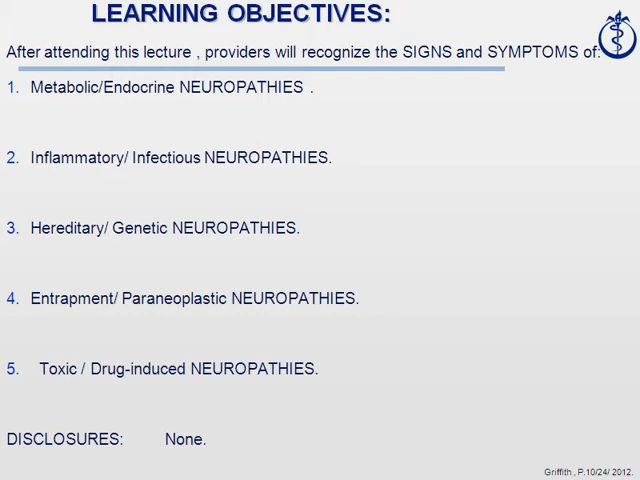 LEARNING OBJECTIVES:
After attending this lecture , providers will recognize the SIGNS and SYMPTOMS of:
1. Metabolic/Endocrine NEUROPATHIES .
2. Inflammatory/ Infectious NEUROPATHIES.
3. Hereditary/ Genetic NEUROPATHIES.
4. Entrapment/ Paraneoplastic NEUROPATHIES.
5. Toxic / Drug-induced NEUROPATHIES.
DISCLOSURES: None.
Griffith , P.10/24/ 2012.